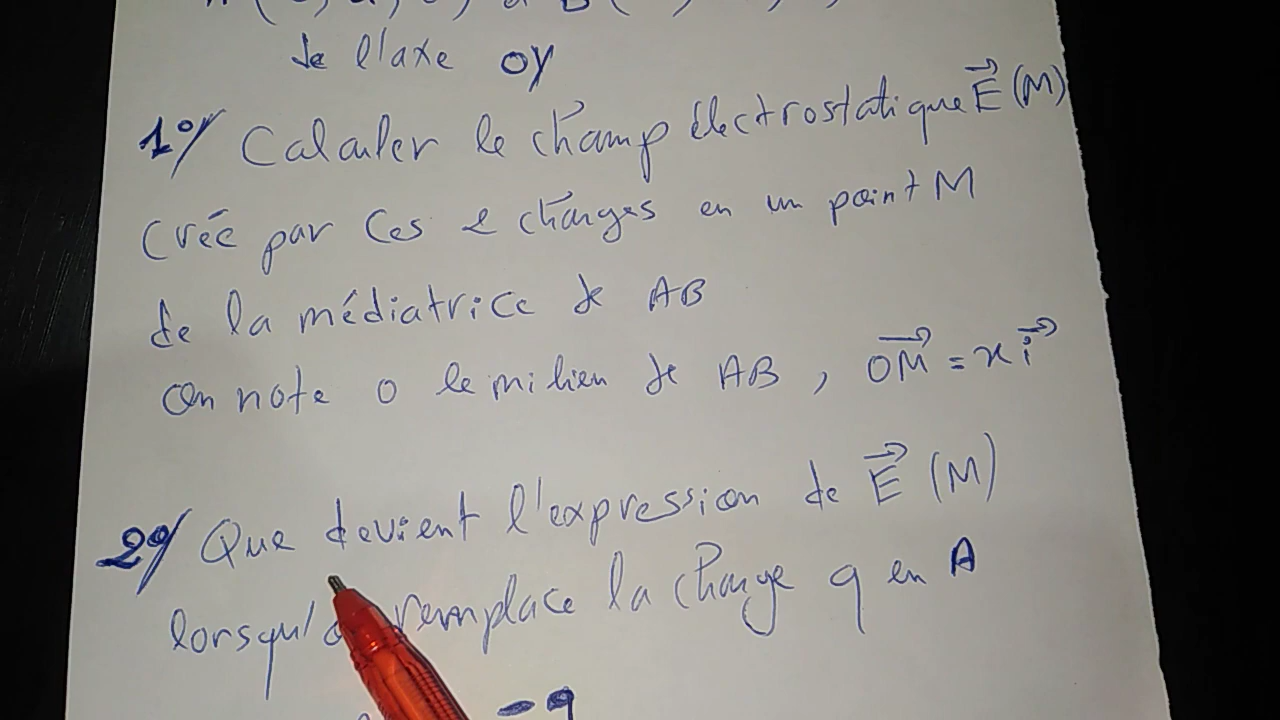 de l'axe oy
1°/ Calculer le champ électrostatique E (M)
créé par ces 2 charges en un point M
de la médiatrice de AB
on note O le milieu de AB , OM = x i
2°/ Que devient l'expression de E (M)
lorsqu' remplace la charge q en A
-q